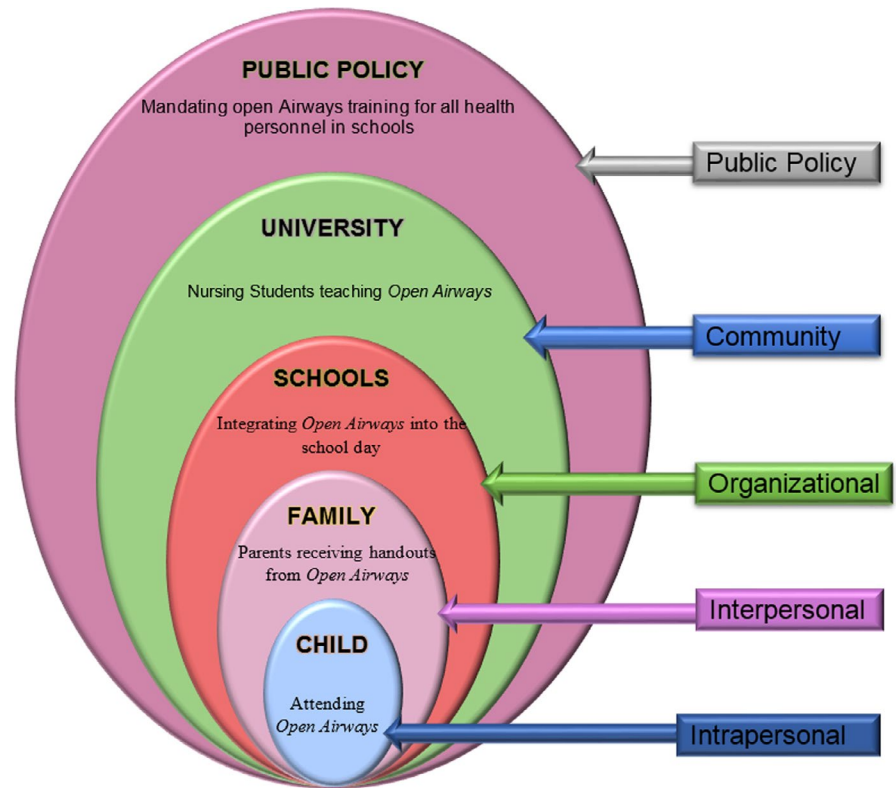 PUBLIC POLICY
Mandating open Airways training for all health
personnel in schools
Public Policy
UNIVERSITY
Nursing Students teaching Open Airways
Community
SCHOOLS
Integrating Open Airways into the
school day
Organizational
FAMILY
Parents receiving handouts
from Open Airways
Interpersonal
CHILD
Attending
Open Airways
Intrapersonal